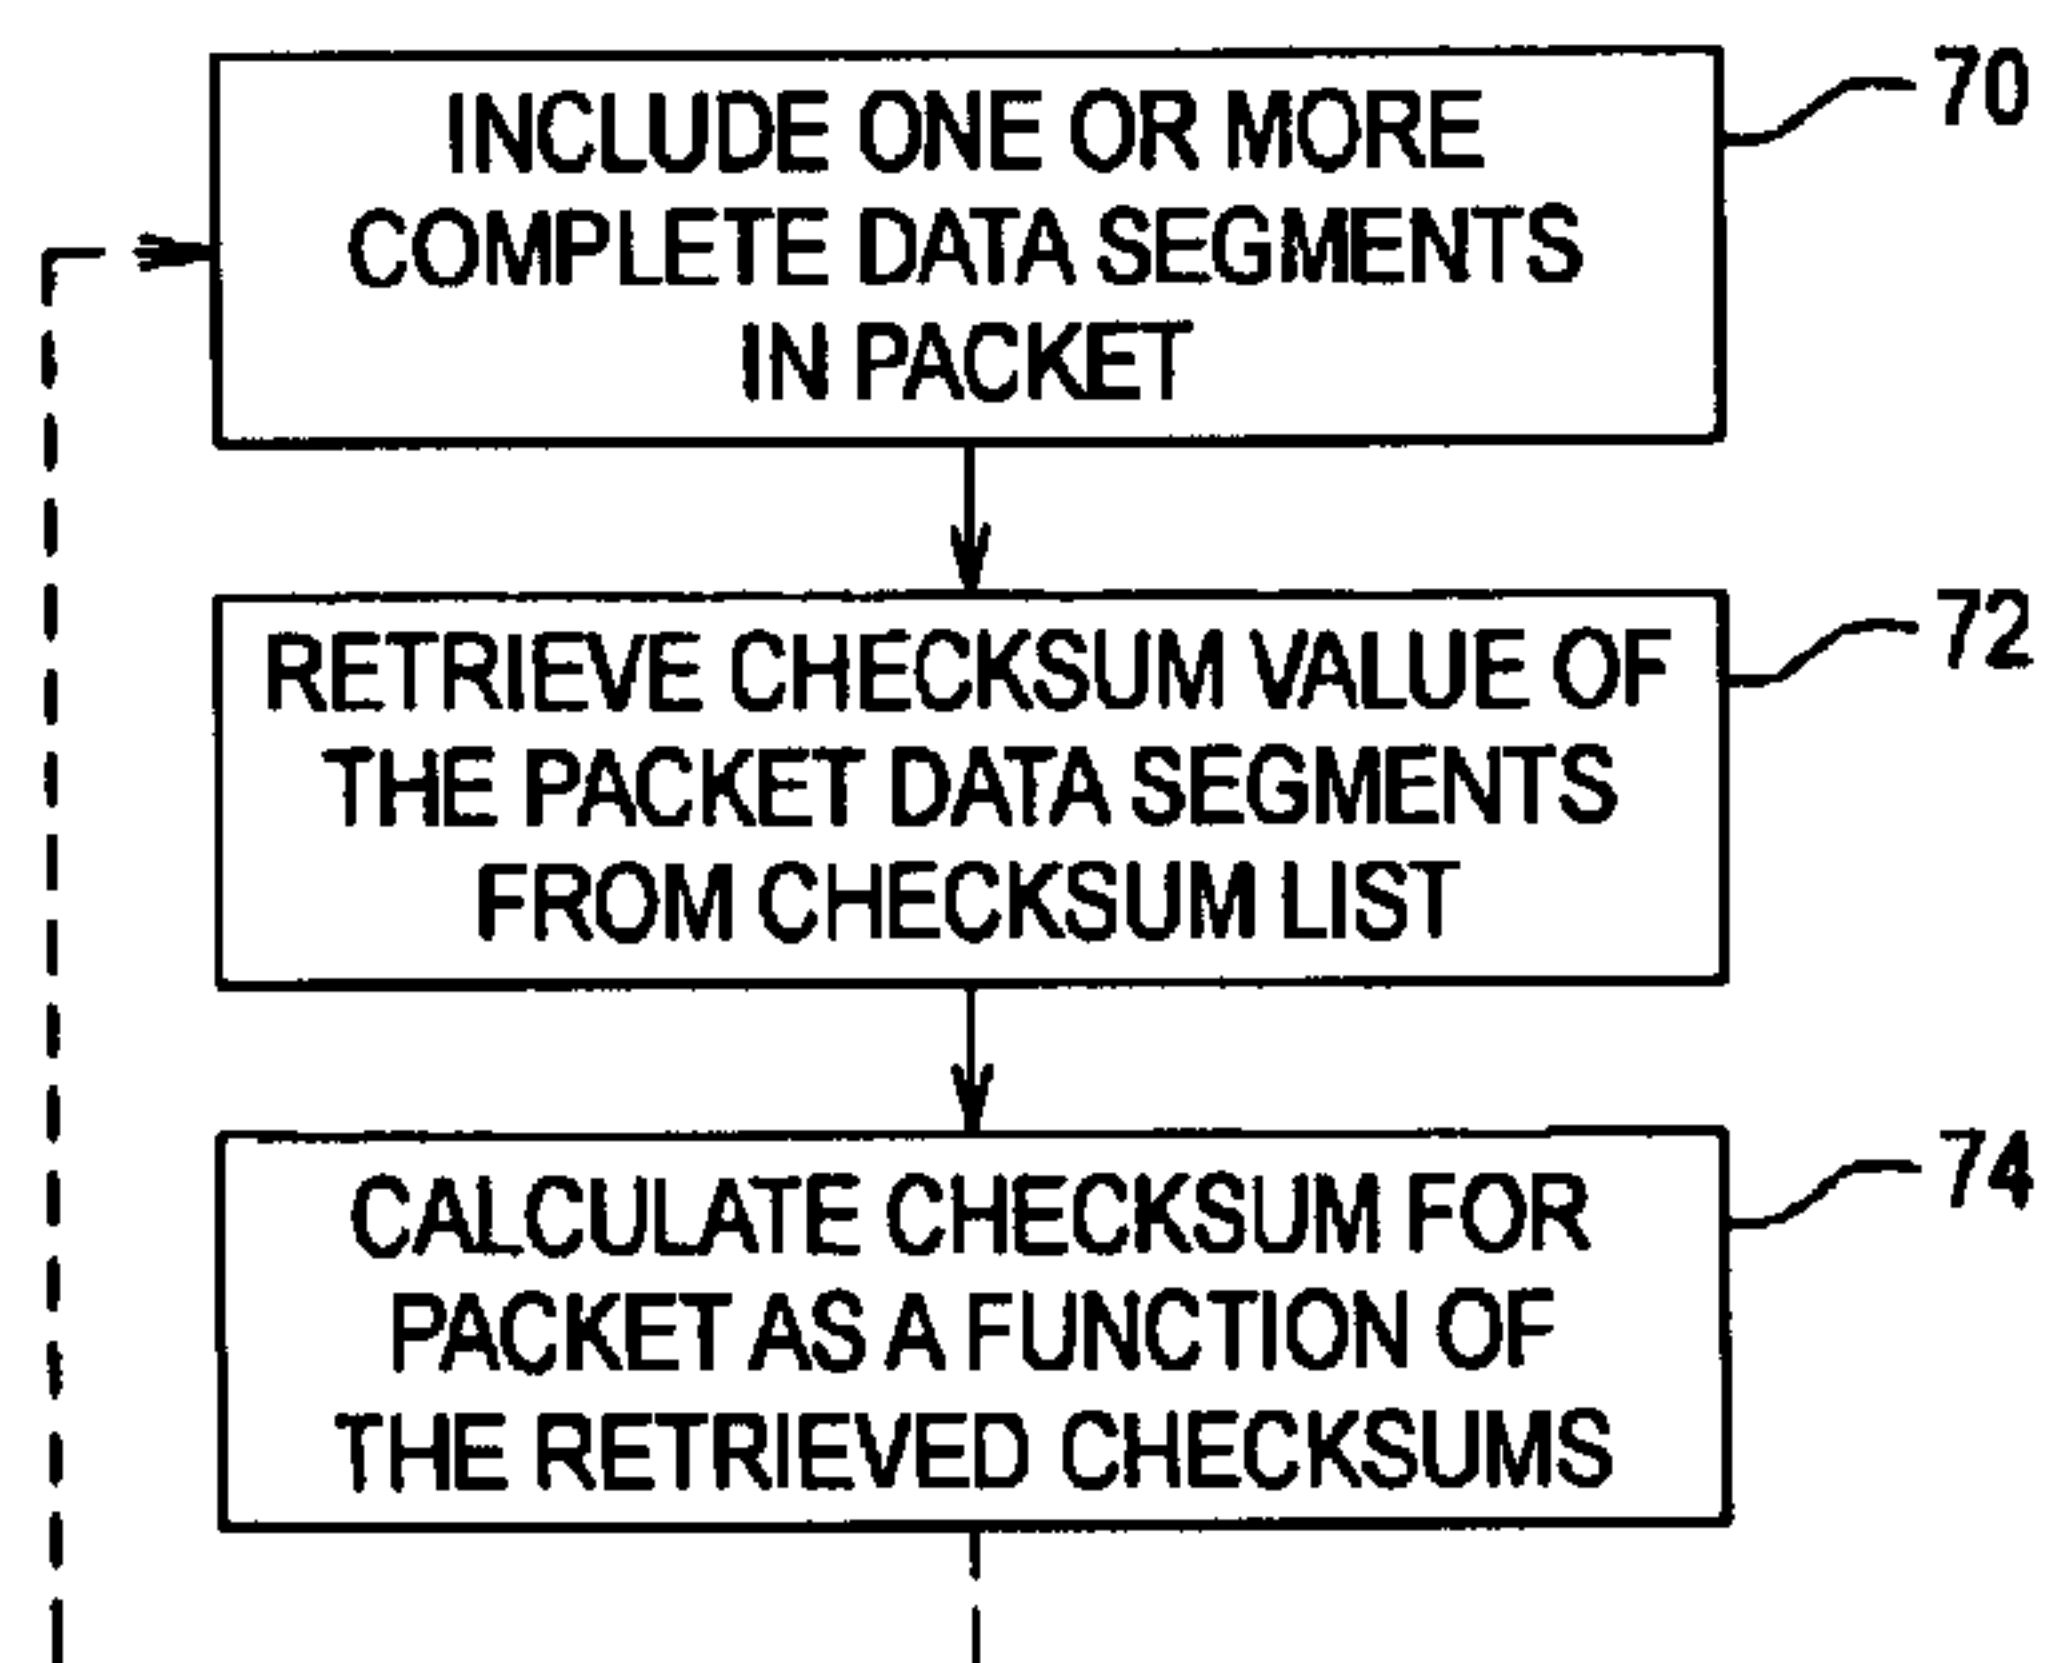 INCLUDE ONE OR MORE
COMPLETE DATA SEGMENTS
IN PACKET
70
RETRIEVE CHECKSUM VALUE OF
THE PACKET DATA SEGMENTS
FROM CHECKSUM LIST
72
CALCULATE CHECKSUM FOR
PACKET AS A FUNCTION OF
THE RETRIEVED CHECKSUMS
74